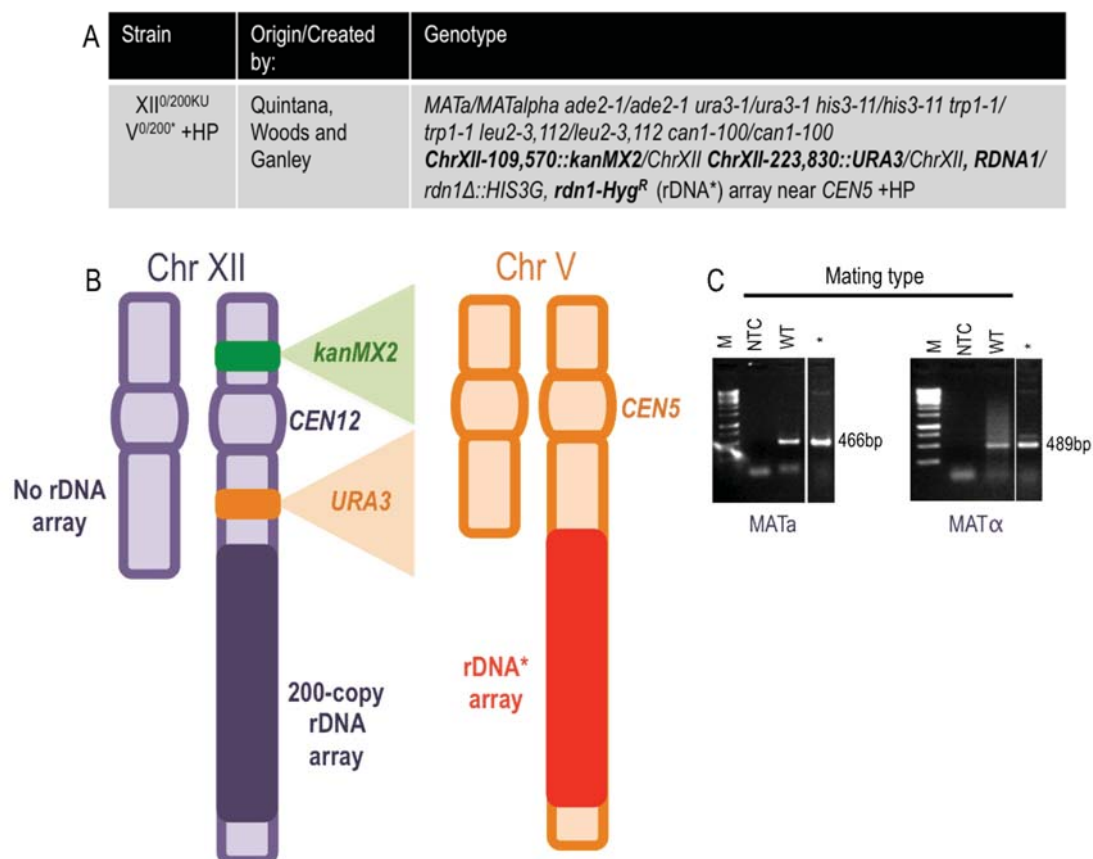 A
Strain
Origin/Created
by:
Genotype
XII0/200KU
V0/200* +HP
Quintana,
Woods and
Ganley
MATa/MATalpha ade2-1/ade2-1 ura3-1/ura3-1 his3-11/his3-11 trp1-1/
trp1-1 leu2-3,112/leu2-3,112 can1-100/can1-100
ChrXII-109,570::kanMX2/ChrXII ChrXII-223,830::URA3/ChrXII, RDNA1/
rdn1Δ::HIS3G, rdn1-HygR (rDNA*) array near CEN5 +HP
B
Chr XII
kanMX2
CEN12
URA3
No rDNA
array
200-copy
rDNA
array
Chr V
CEN5
rDNA*
array
C
Mating type
M
NTC
WT
*
466bp
MATa
M
NTC
WT
*
489bp
MATα